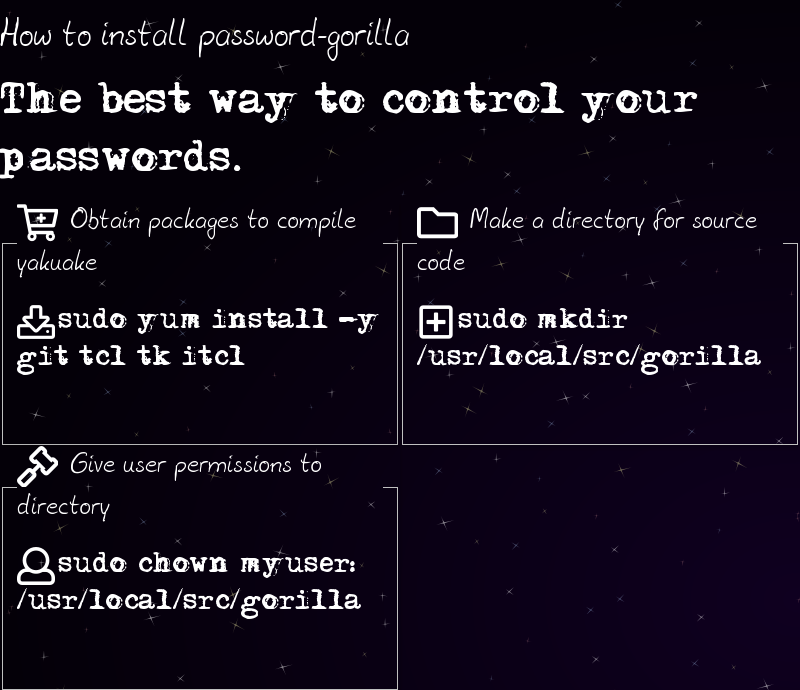 How to install password-gorilla
The best way to control your
passwords.
Obtain packages to compile
yakuake
sudo yum install -y
git tcl tk itcl
Make a directory for source
code
sudo mkdir
/usr/local/src/gorilla
Give user permissions to
directory
sudo chown myuser:
/usr/local/src/gorilla